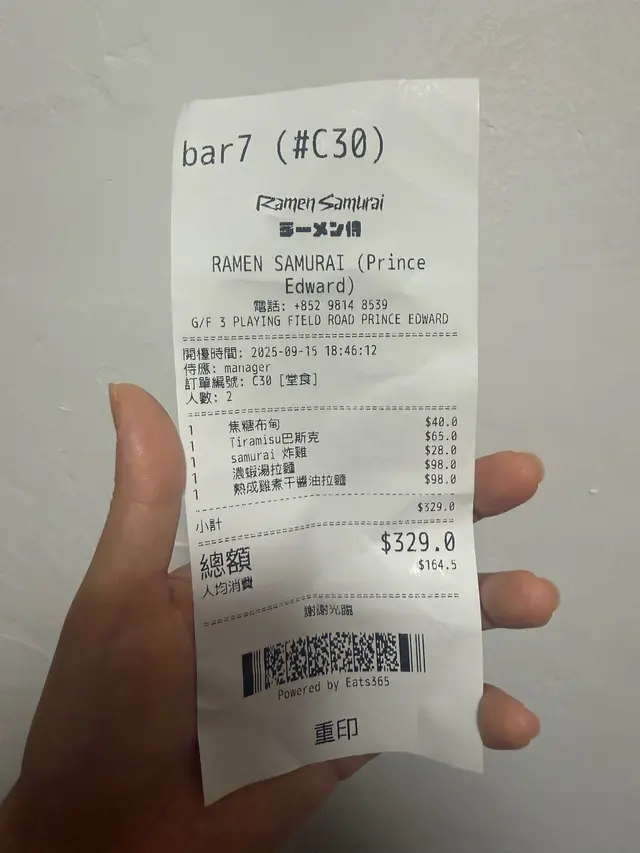 bar7 (#C30)
Ramen Samurai
ラーメン侍
RAMEN SAMURAI (Prince
Edward)
電話: +852 9814 8539
G/F 3 PLAYING FIELD ROAD PRINCE EDWARD
開檯時間: 2025-09-15 18:46:12
侍應: manager
訂單編號: C30 [堂食]
人數: 2
1 焦糖布甸 $40.0
1 Tiramisu巴斯克 $65.0
1 samurai 炸雞 $28.0
1 濃蝦湯拉麵 $98.0
1 熟成雞煮干醬油拉麵 $98.0
小計 $329.0
總額 $329.0
人均消費 $164.5
謝謝光臨
Powered by Eats365
重印